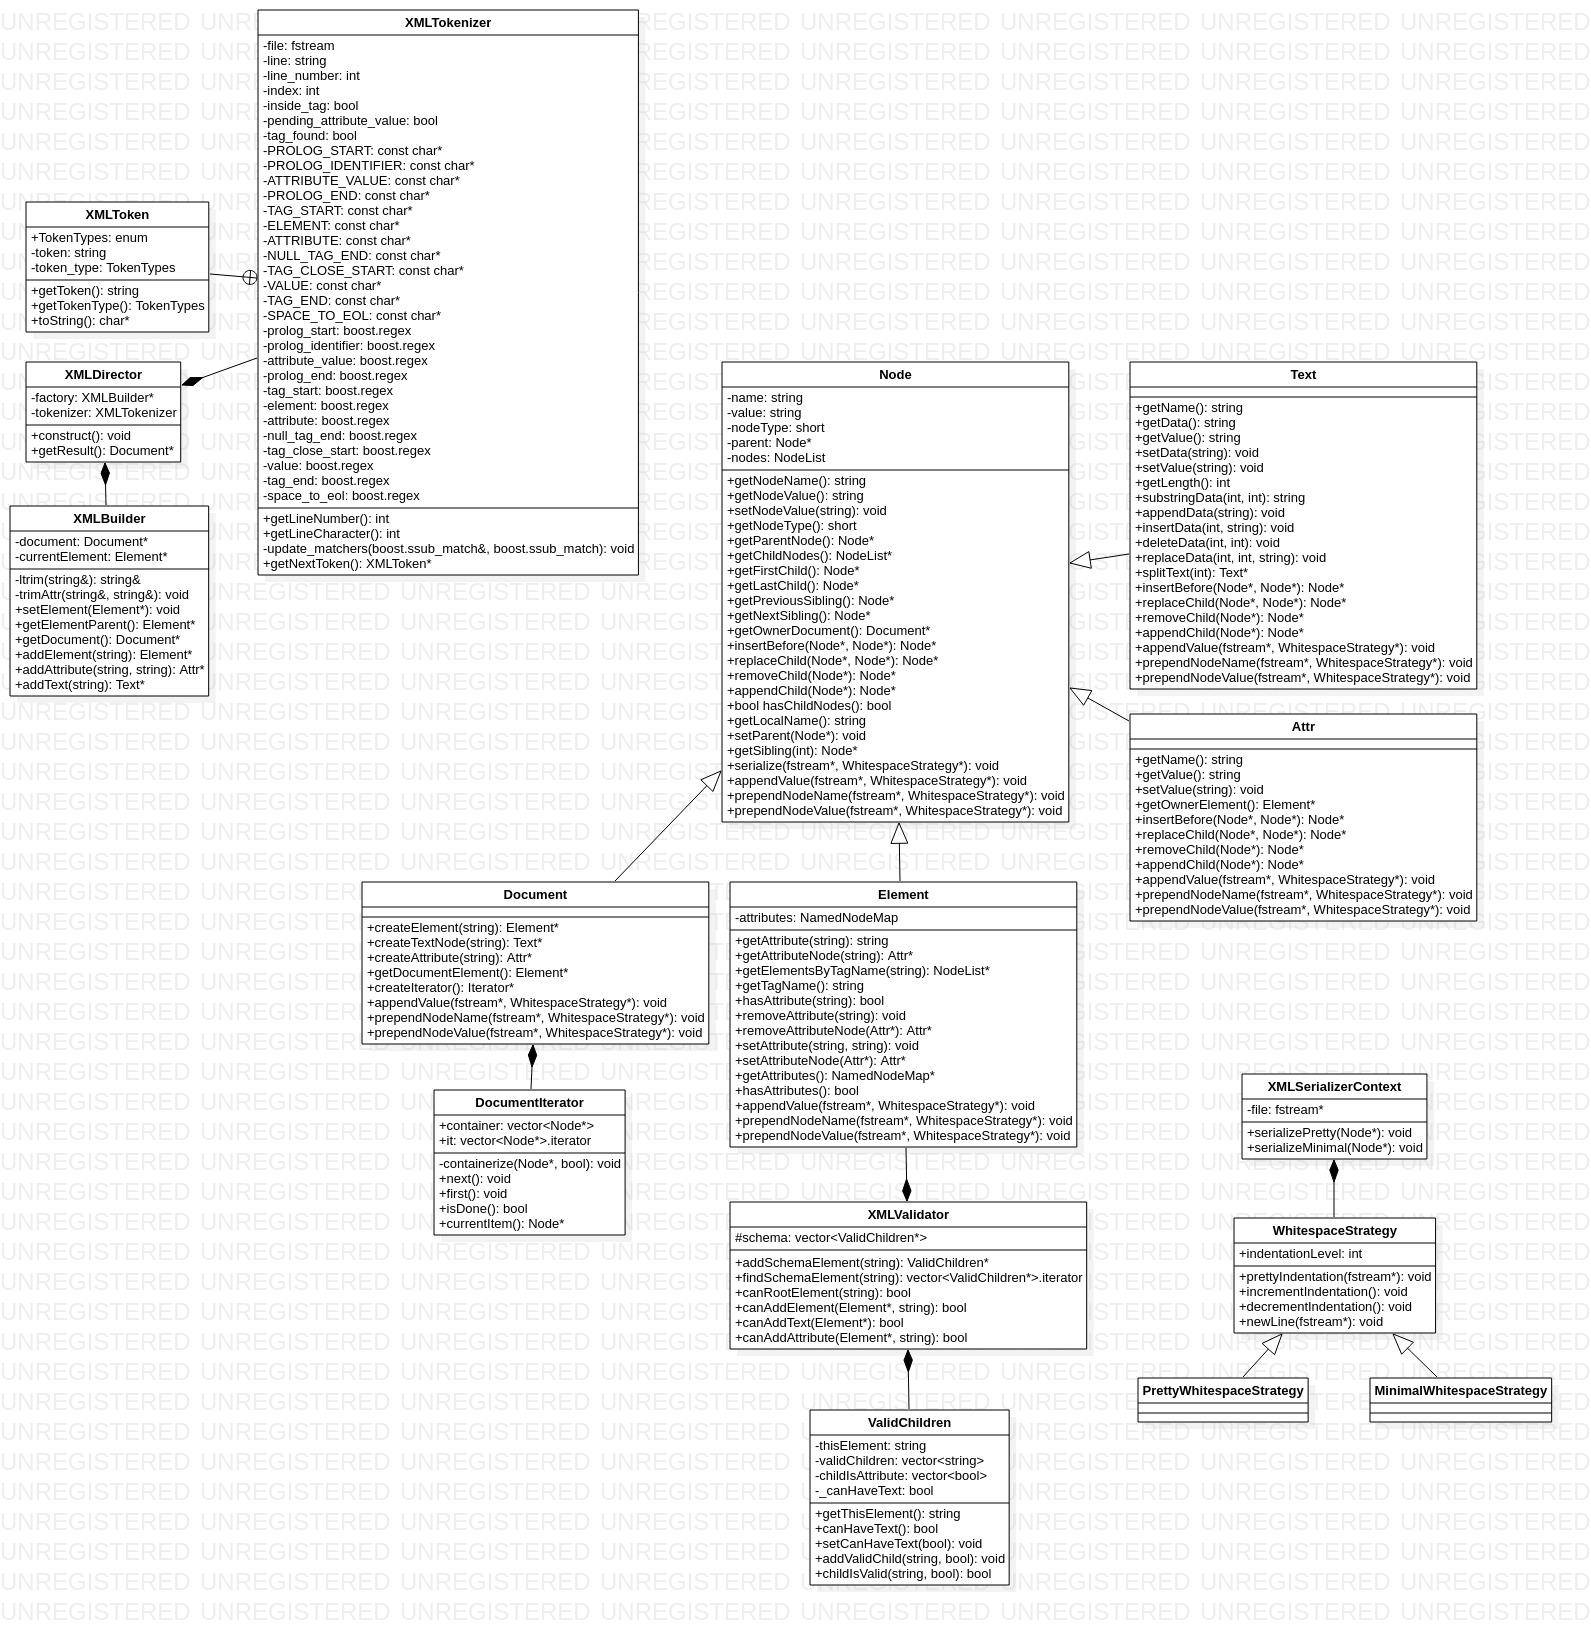 XMLTokenizer
-file: fstream
-line: string
-line_number: int
-index: int
-inside_tag: bool
-pending_attribute_value: bool
-tag_found: bool
-PROLOG_START: const char*
-PROLOG_IDENTIFIER: const char*
-ATTRIBUTE_VALUE: const char*
-PROLOG_END: const char*
-TAG_START: const char*
-ELEMENT: const char*
-ATTRIBUTE: const char*
-NULL_TAG_END: const char*
-TAG_CLOSE_START: const char*
-VALUE: const char*
-TAG_END: const char*
-SPACE_TO_EOL: const char*
-prolog_start: boost.regex
-prolog_identifier: boost.regex
-attribute_value: boost.regex
-prolog_end: boost.regex
-tag_start: boost.regex
-element: boost.regex
-attribute: boost.regex
-null_tag_end: boost.regex
-tag_close_start: boost.regex
-value: boost.regex
-tag_end: boost.regex
-space_to_eol: boost.regex
+getLineNumber(): int
+getLineCharacter(): int
-update_matchers(boost.ssub_match&, boost.ssub_match): void
+getNextToken(): XMLToken*
XMLToken
+TokenTypes: enum
-token: string
-token_type: TokenTypes
+getToken(): string
+getTokenType(): TokenTypes
+toString(): char*
XMLDirector
-factory: XMLBuilder*
-tokenizer: XMLTokenizer
+construct(): void
+getResult(): Document*
XMLBuilder
-document: Document*
-currentElement: Element*
-ltrim(string&): string&
-trimAttr(string&, string&): void
+setElement(Element*): void
+getElementParent(): Element*
+getDocument(): Document*
+addElement(string): Element*
+addAttribute(string, string): Attr*
+addText(string): Text*
Node
-name: string
-value: string
-nodeType: short
-parent: Node*
-nodes: NodeList
+getNodeName(): string
+getNodeValue(): string
+setNodeValue(string): void
+getNodeType(): short
+getParentNode(): Node*
+getChildNodes(): NodeList*
+getFirstChild(): Node*
+getLastChild(): Node*
+getPreviousSibling(): Node*
+getNextSibling(): Node*
+getOwnerDocument(): Document*
+insertBefore(Node*, Node*): Node*
+replaceChild(Node*, Node*): Node*
+removeChild(Node*): Node*
+appendChild(Node*): Node*
+bool hasChildNodes(): bool
+getLocalName(): string
+setParent(Node*): void
+getSibling(int): Node*
+serialize(fstream*, WhitespaceStrategy*): void
+appendValue(fstream*, WhitespaceStrategy*): void
+prependNodeName(fstream*, WhitespaceStrategy*): void
+prependNodeValue(fstream*, WhitespaceStrategy*): void
Text
+getName(): string
+getData(): string
+getValue(): string
+setData(string): void
+setValue(string): void
+getLength(): int
+substringData(int, int): string
+appendData(string): void
+insertData(int, string): void
+deleteData(int, int): void
+replaceData(int, int, string): void
+splitText(int): Text*
+insertBefore(Node*, Node*): Node*
+replaceChild(Node*, Node*): Node*
+removeChild(Node*): Node*
+appendChild(Node*): Node*
+appendValue(fstream*, WhitespaceStrategy*): void
+prependNodeName(fstream*, WhitespaceStrategy*): void
+prependNodeValue(fstream*, WhitespaceStrategy*): void
Attr
+getName(): string
+getValue(): string
+setValue(string): void
+getOwnerElement(): Element*
+insertBefore(Node*, Node*): Node*
+replaceChild(Node*, Node*): Node*
+removeChild(Node*): Node*
+appendChild(Node*): Node*
+appendValue(fstream*, WhitespaceStrategy*): void
+prependNodeName(fstream*, WhitespaceStrategy*): void
+prependNodeValue(fstream*, WhitespaceStrategy*): void
Document
+createElement(string): Element*
+createTextNode(string): Text*
+createAttribute(string): Attr*
+getDocumentElement(): Element*
+createIterator(): Iterator*
+appendValue(fstream*, WhitespaceStrategy*): void
+prependNodeName(fstream*, WhitespaceStrategy*): void
+prependNodeValue(fstream*, WhitespaceStrategy*): void
DocumentIterator
+container: vector<Node*>
+it: vector<Node*>.iterator
-containerize(Node*, bool): void
+next(): void
+first(): void
+isDone(): bool
+currentItem(): Node*
Element
-attributes: NamedNodeMap
+getAttribute(string): string
+getAttributeNode(string): Attr*
+getElementsByTagName(string): NodeList*
+getTagName(): string
+hasAttribute(string): bool
+removeAttribute(string): void
+removeAttributeNode(Attr*): Attr*
+setAttribute(string, string): void
+setAttributeNode(Attr*): Attr*
+getAttributes(): NamedNodeMap*
+hasAttributes(): bool
+appendValue(fstream*, WhitespaceStrategy*): void
+prependNodeName(fstream*, WhitespaceStrategy*): void
+prependNodeValue(fstream*, WhitespaceStrategy*): void
XMLValidator
#schema: vector<ValidChildren*>
+addSchemaElement(string): ValidChildren*
+findSchemaElement(string): vector<ValidChildren*>.iterator
+canRootElement(string): bool
+canAddElement(Element*, string): bool
+canAddText(Element*): bool
+canAddAttribute(Element*, string): bool
ValidChildren
-thisElement: string
-validChildren: vector<string>
-childIsAttribute: vector<bool>
-_canHaveText: bool
+getThisElement(): string
+canHaveText(): bool
+setCanHaveText(bool): void
+addValidChild(string, bool): void
+childIsValid(string, bool): bool
XMLSerializerContext
-file: fstream*
+serializePretty(Node*): void
+serializeMinimal(Node*): void
WhitespaceStrategy
+indentationLevel: int
+prettyIndentation(fstream*): void
+incrementIndentation(): void
+decrementIndentation(): void
+newLine(fstream*): void
PrettyWhitespaceStrategy
MinimalWhitespaceStrategy